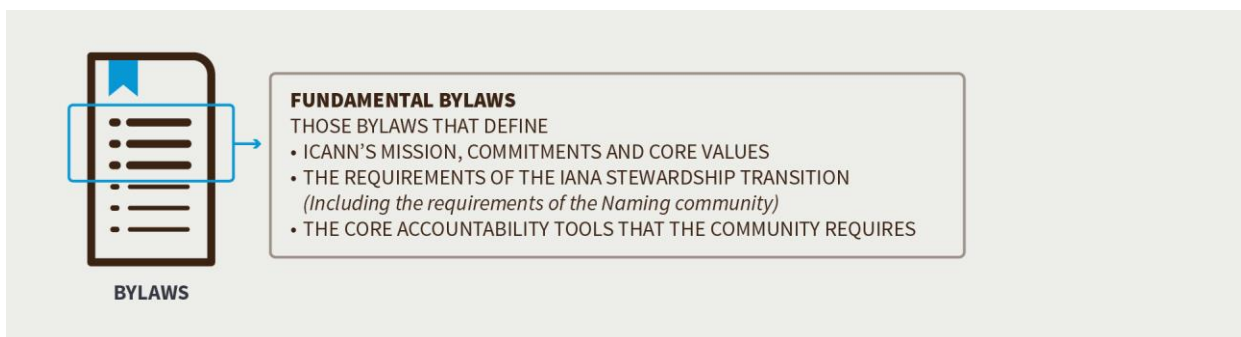 FUNDAMENTAL BYLAWS
THOSE BYLAWS THAT DEFINE
• ICANN’S MISSION, COMMITMENTS AND CORE VALUES
• THE REQUIREMENTS OF THE IANA STEWARDSHIP TRANSITION
(Including the requirements of the Naming community)
• THE CORE ACCOUNTABILITY TOOLS THAT THE COMMUNITY REQUIRES
BYLAWS